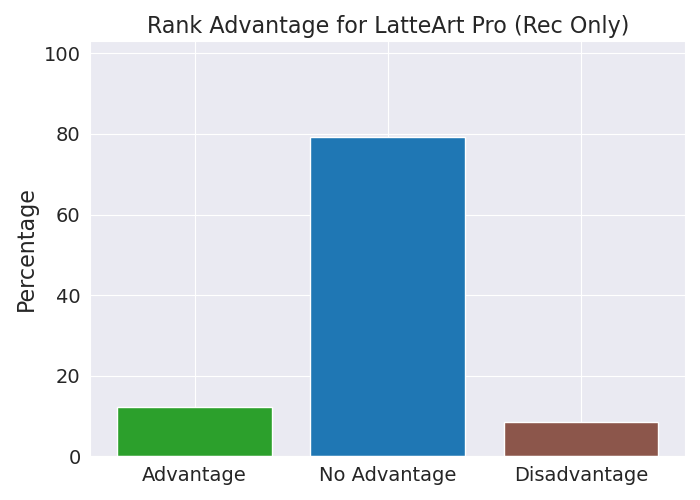 Rank Advantage for LatteArt Pro (Rec Only)
100
80
60
40
20
0
Percentage
Advantage
No Advantage
Disadvantage